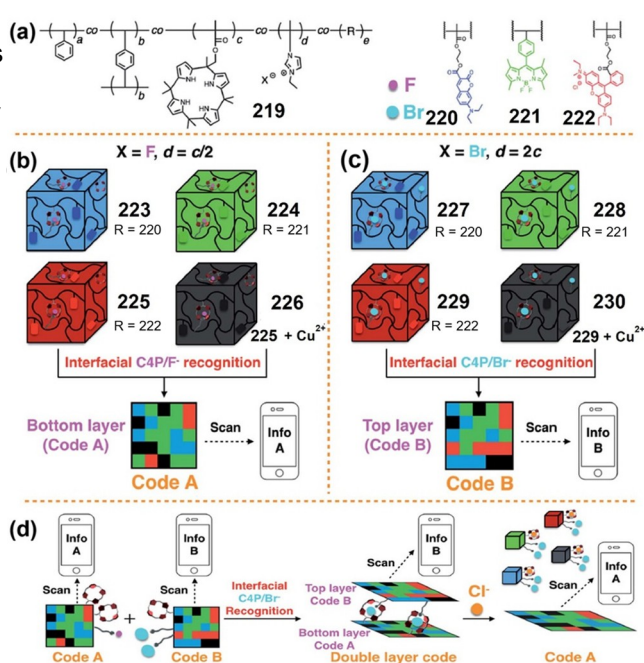 (a)
co co co co
a b c d e
(R)
b
O
O
NH
HN
NH
HN
X⊖
⊕
N
N
219
F
Br
220
221
222
(b) X = F, d = c/2
223
R = 220
224
R = 221
225
R = 222
226
225 + Cu²⁺
Interfacial C4P/F⁻ recognition
Bottom layer
(Code A)
Scan
Info
A
Code A
(c) X = Br, d = 2c
227
R = 220
228
R = 221
229
R = 222
230
229 + Cu²⁺
Interfacial C4P/Br⁻ recognition
Top layer
(Code B)
Scan
Info
B
Code B
(d)
Info
A
Info
B
Scan
Scan
+
Code A
Code B
Interfacial
C4P/Br⁻
Recognition
Info
B
Scan
Top layer
Code B
Bottom layer
Code A
Double layer code
Cl⁻
Info
A
Scan
Code A